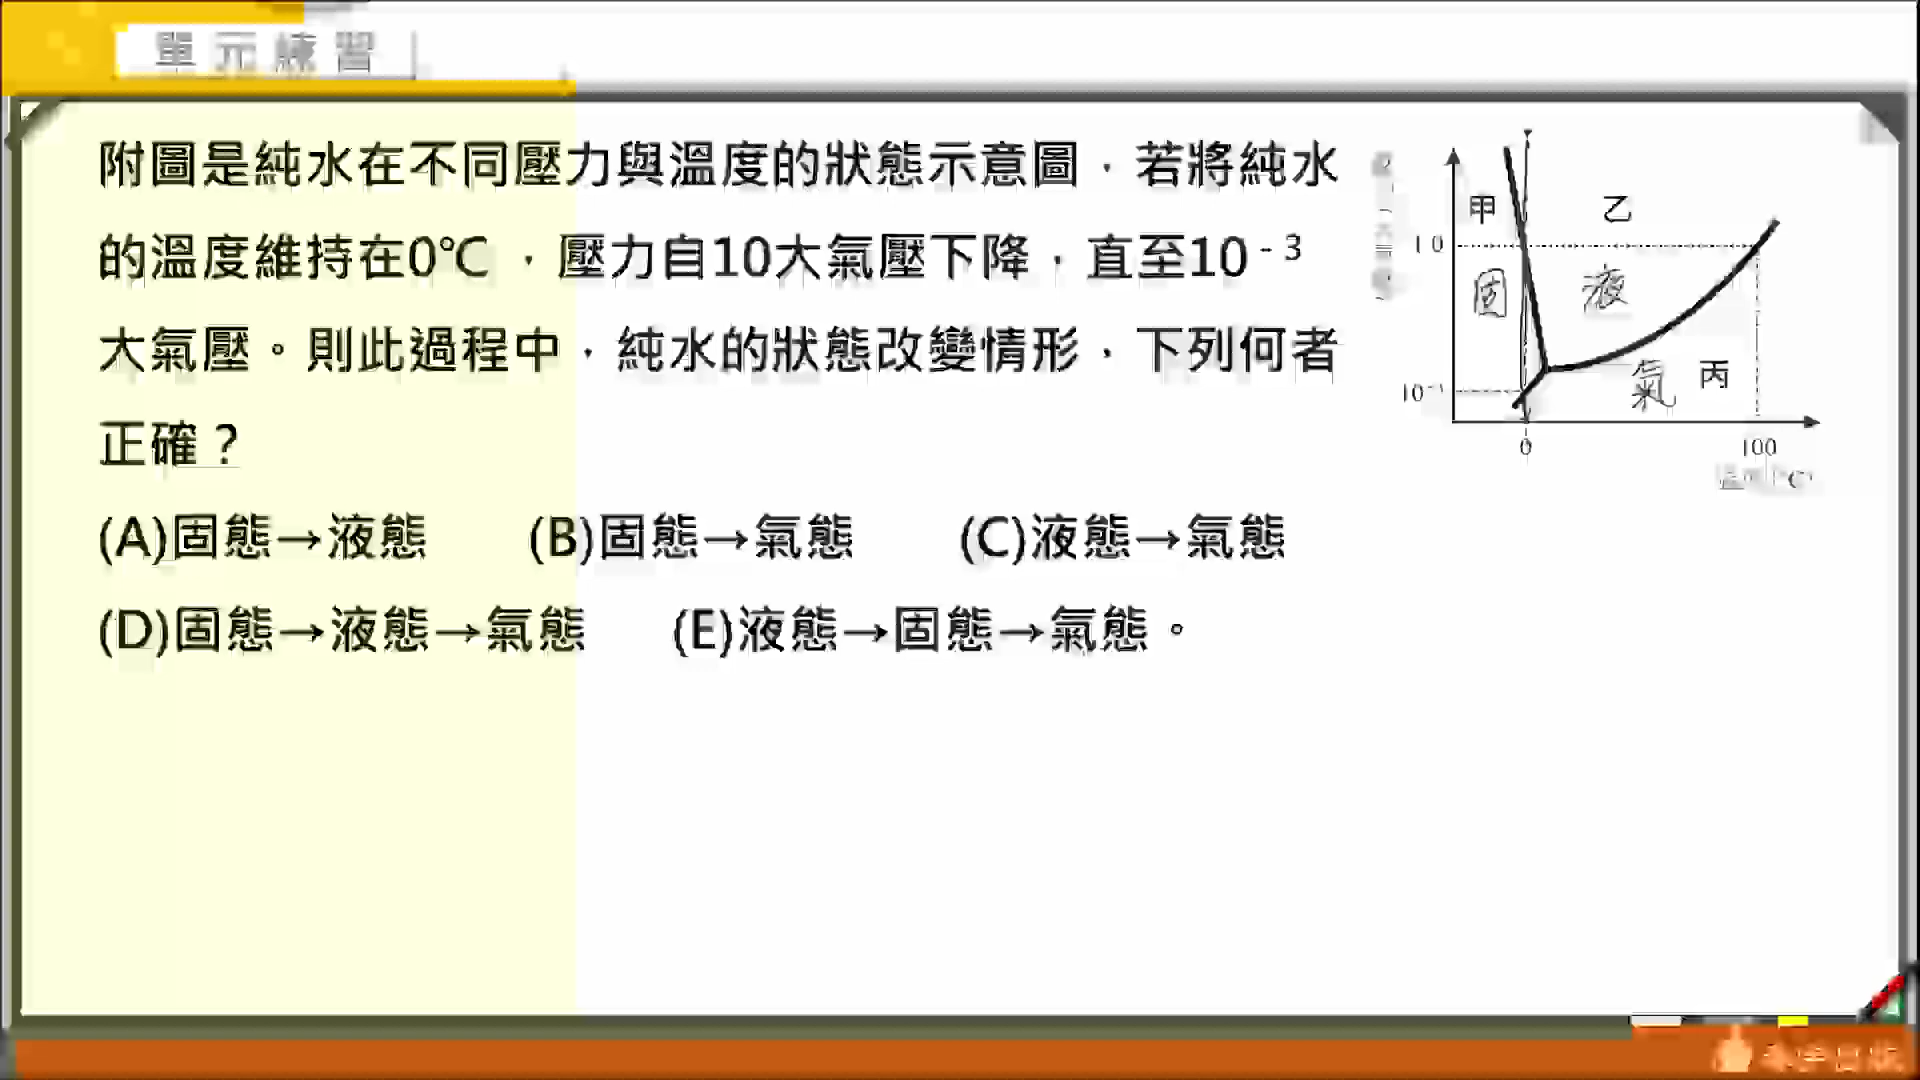 單元練習
附圖是純水在不同壓力與溫度的狀態示意圖，若將純水
的溫度維持在0℃，壓力自10大氣壓下降，直至10⁻³
大氣壓。則此過程中，純水的狀態改變情形，下列何者
正確？
(A)固態→液態 (B)固態→氣態 (C)液態→氣態
(D)固態→液態→氣態 (E)液態→固態→氣態。
甲 乙
1 0
固 液
氣 丙
0 100